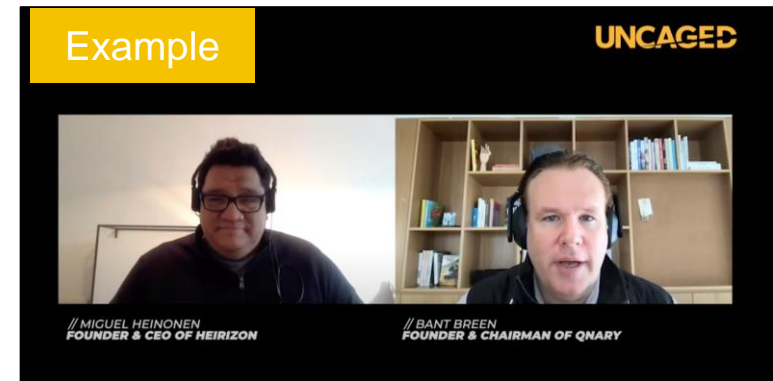 Example
UNCAGED
// MIGUEL HEINONEN
FOUNDER & CEO OF HEIRIZON
// BANT BREEN
FOUNDER & CHAIRMAN OF QNARY